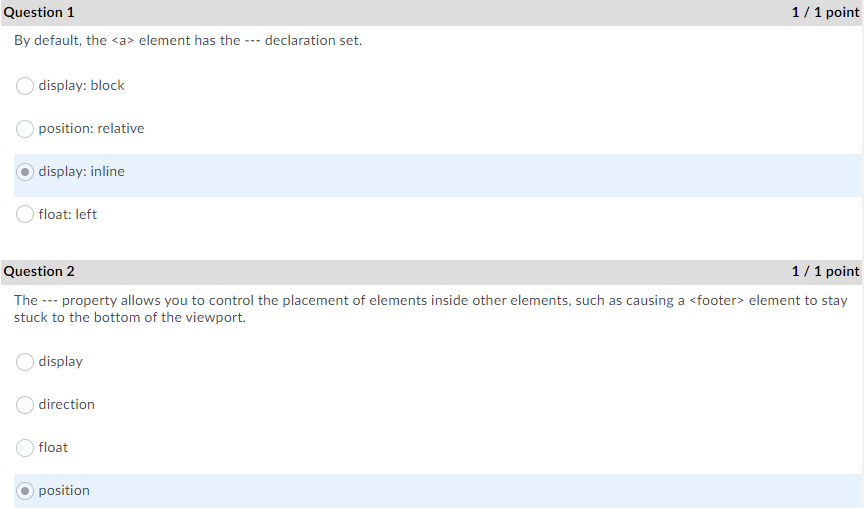 Question 1 1 / 1 point
By default, the <a> element has the --- declaration set.
display: block
position: relative
display: inline
float: left
Question 2 1 / 1 point
The --- property allows you to control the placement of elements inside other elements, such as causing a <footer> element to stay
stuck to the bottom of the viewport.
display
direction
float
position